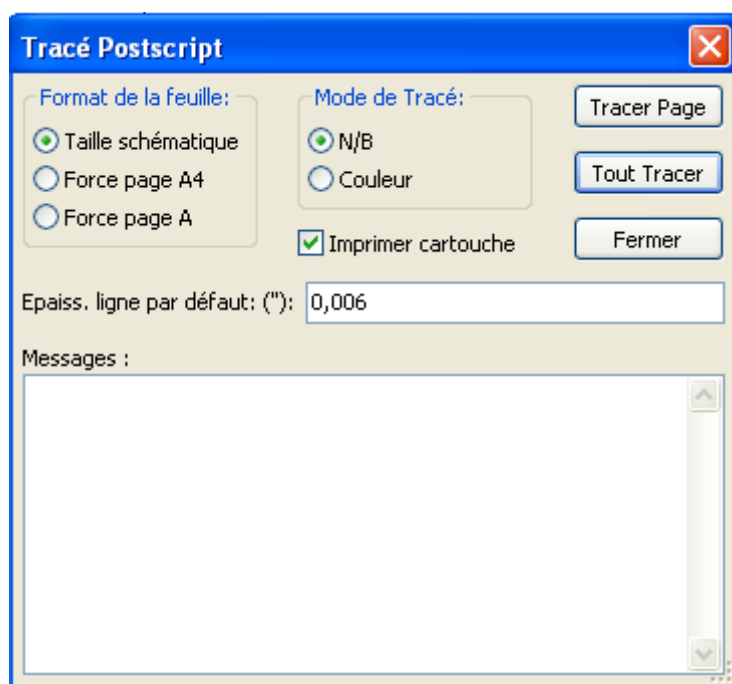 Tracé Postscript
Format de la feuille:
Taille schématique
Force page A4
Force page A
Mode de Tracé:
N/B
Couleur
Imprimer cartouche
Tracer Page
Tout Tracer
Fermer
Epaiss. ligne par défaut: ("): 0,006
Messages :